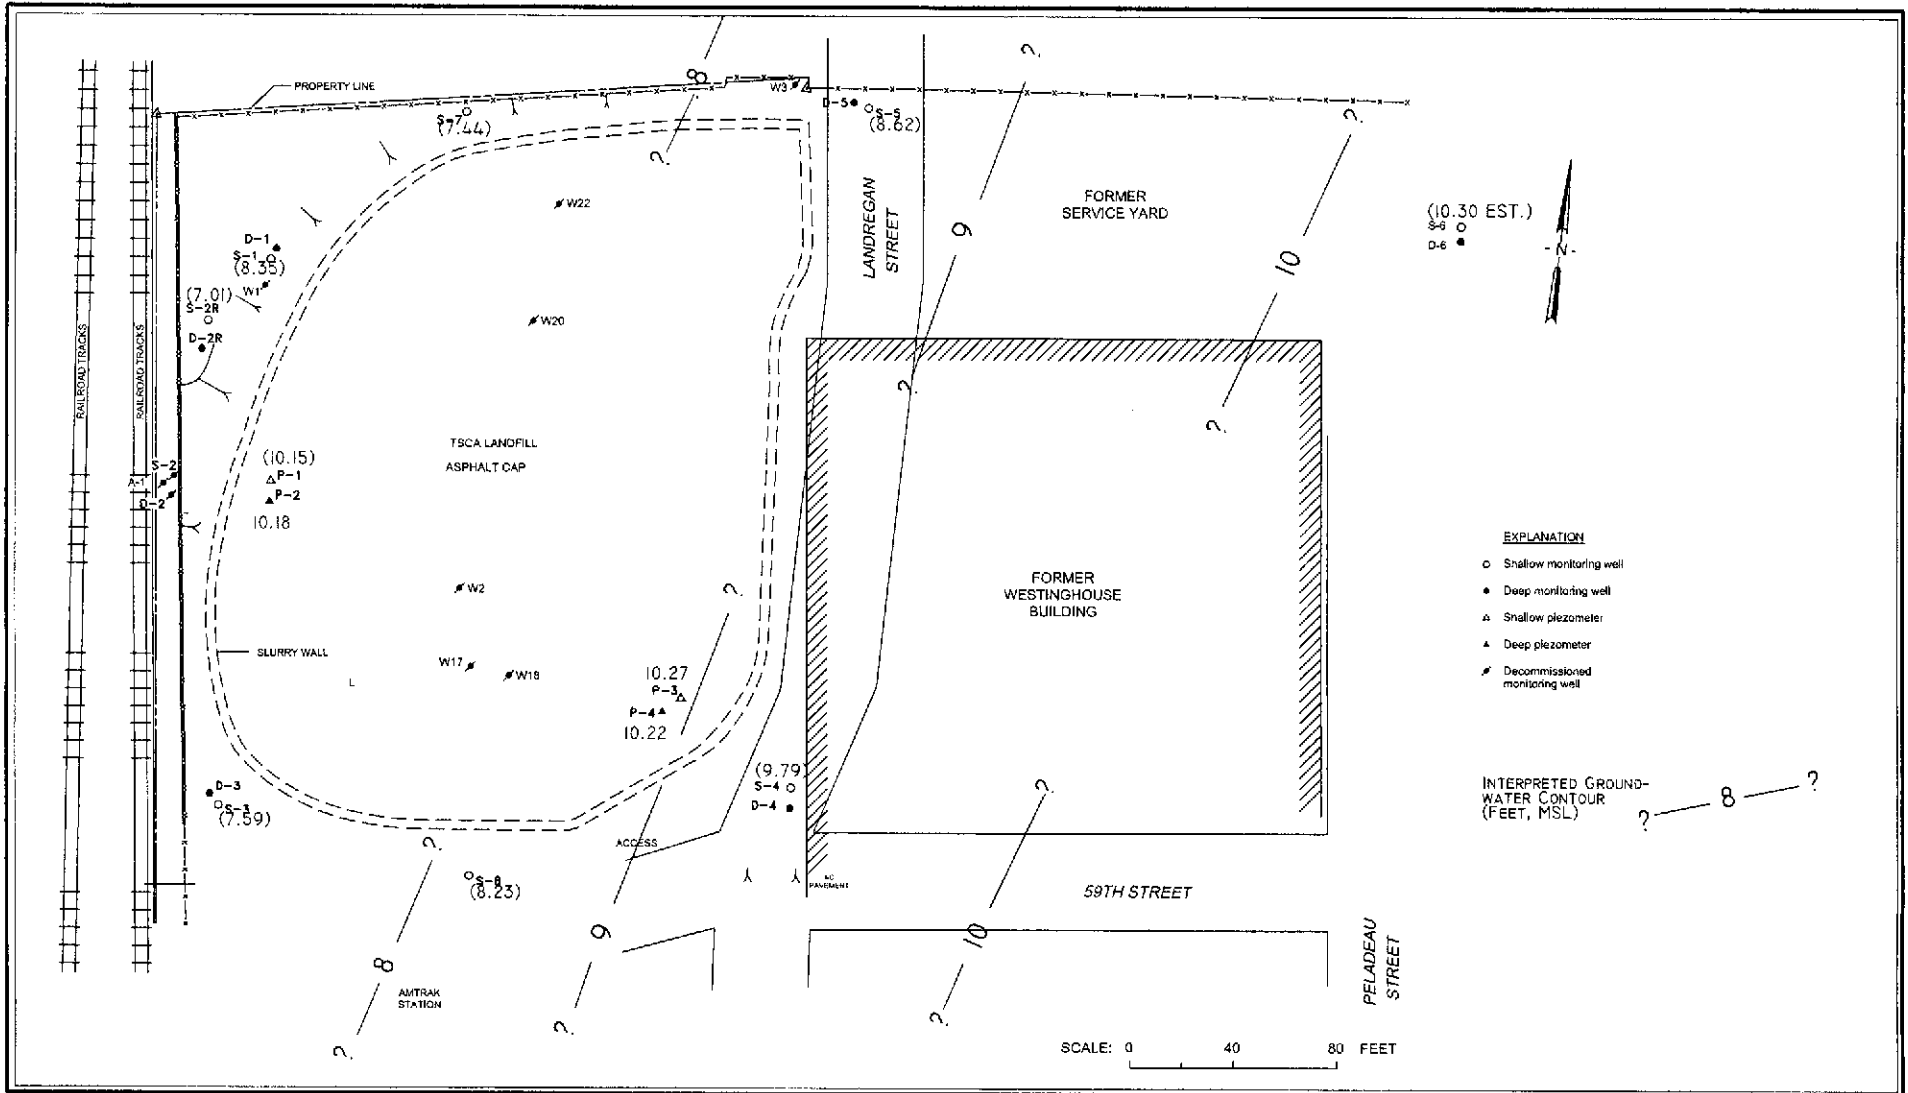 ?
8
?
PROPERTY LINE
W3
D-5
S-5
(8.62)
?
S-7
(7.44)
?
?
LANDREGAN
STREET
FORMER
SERVICE YARD
9
10
(10.30 EST.)
S-6
D-6
-N-
W22
D-1
S-1
(8.35)
W1
(7.01)
S-2R
D-2R
W20
RAILROAD TRACKS
RAILROAD TRACKS
?
?
TSCA LANDFILL
ASPHALT CAP
S-2
A-1
D-2
(10.15)
P-1
P-2
10.18
W2
?
FORMER
WESTINGHOUSE
BUILDING
SLURRY WALL
W17
W18
L
10.27
P-3
P-4
10.22
EXPLANATION
Shallow monitoring well
Deep monitoring well
Shallow piezometer
Deep piezometer
Decommissioned
monitoring well
D-3
S-3
(7.59)
(9.79)
S-4
D-4
?
INTERPRETED GROUND-
WATER CONTOUR
(FEET, MSL)
? 8 ?
?
ACCESS
S-8
(8.23)
AC
PAVEMENT
59TH STREET
8
9
10
AMTRAK
STATION
PELADEAU
STREET
?
?
?
SCALE: 0 40 80 FEET